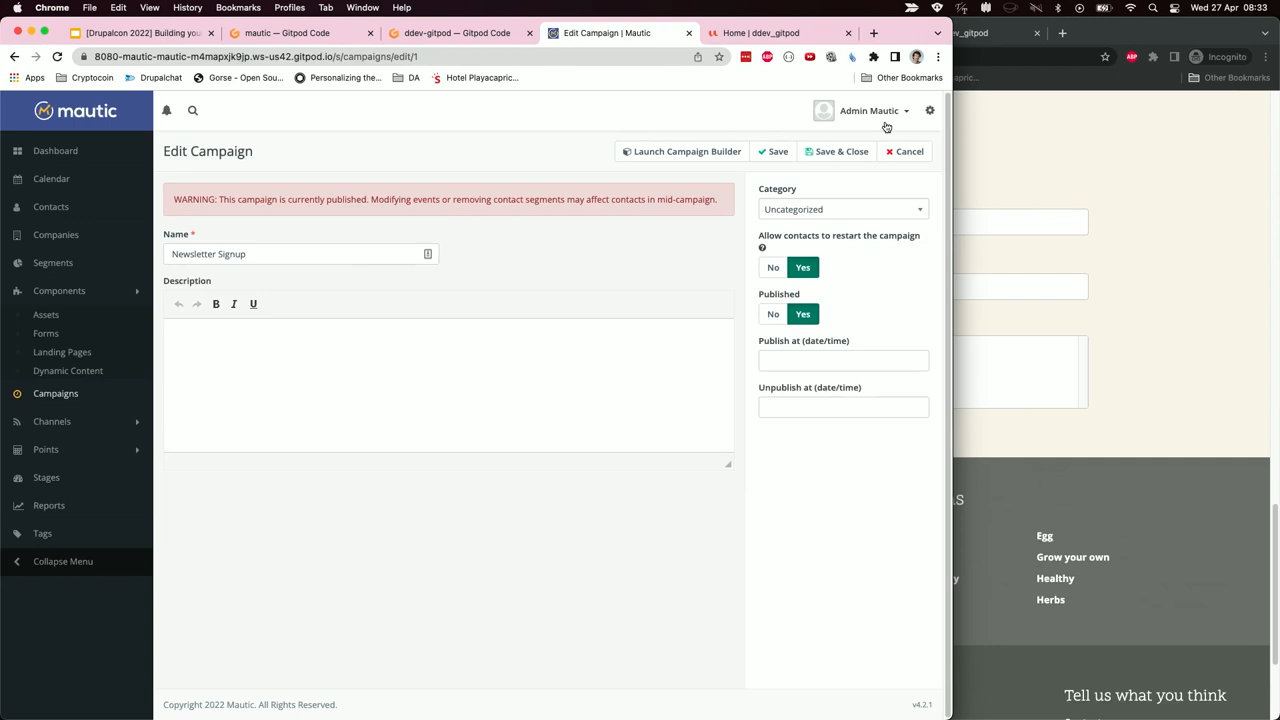 Chrome File Edit View History Bookmarks Profiles Tab Window Help
Wed 27 Apr 08:33
[Drupalcon 2022] Building you
mautic — Gitpod Code
ddev-gitpod — Gitpod Code
Edit Campaign | Mautic
Home | ddev_gitpod
ev_gitpod
8080-mautic-mautic-m4mapxjk9jp.ws-us42.gitpod.io/s/campaigns/edit/1
Incognito
Apps Cryptocoin Drupalchat Gorse - Open Sour... Personalizing the... DA Hotel Playacapric...
Other Bookmarks
Other Bookmarks
mautic
Admin Mautic
Dashboard
Calendar
Contacts
Companies
Segments
Components
Assets
Forms
Landing Pages
Dynamic Content
Campaigns
Channels
Points
Stages
Reports
Tags
Collapse Menu
Edit Campaign
Launch Campaign Builder
Save
Save & Close
Cancel
WARNING: This campaign is currently published. Modifying events or removing contact segments may affect contacts in mid-campaign.
Name *
Newsletter Signup
Description
B I U
Category
Uncategorized
Allow contacts to restart the campaign
No Yes
Published
No Yes
Publish at (date/time)
Unpublish at (date/time)
Copyright 2022 Mautic. All Rights Reserved.
v4.2.1
Egg
Grow your own
y
Healthy
Herbs
Tell us what you think